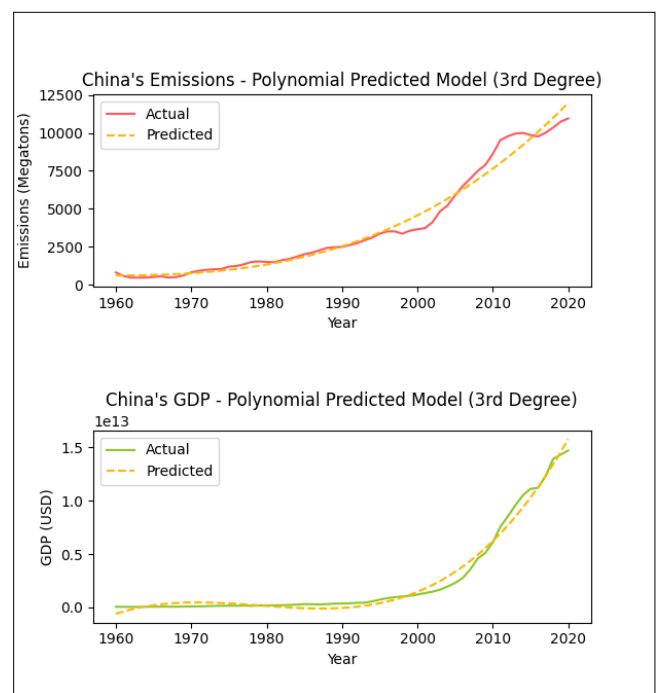 China's Emissions - Polynomial Predicted Model (3rd Degree)
12500
10000
7500
5000
2500
0
Emissions (Megatons)
Actual
Predicted
1960 1970 1980 1990 2000 2010 2020
Year
China's GDP - Polynomial Predicted Model (3rd Degree)
1e13
1.5
1.0
0.5
0.0
GDP (USD)
Actual
Predicted
1960 1970 1980 1990 2000 2010 2020
Year